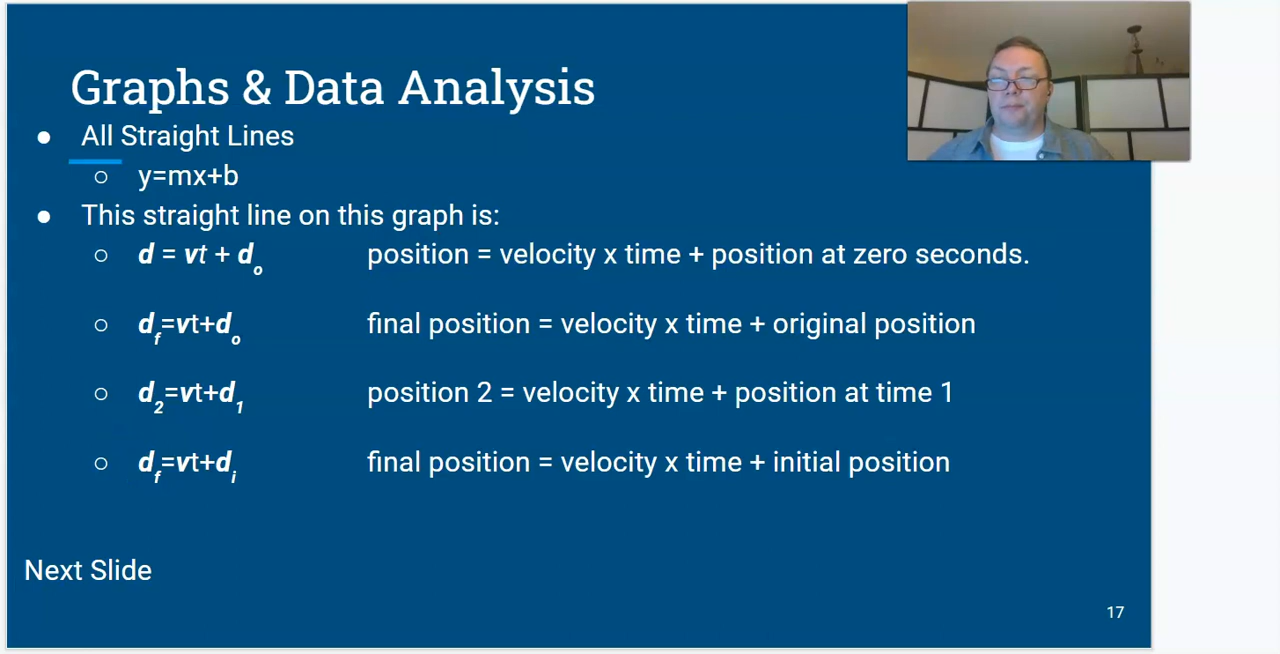 Graphs & Data Analysis
● All Straight Lines
○ y=mx+b
● This straight line on this graph is:
○ d = vt + do position = velocity x time + position at zero seconds.
○ df=vt+do final position = velocity x time + original position
○ d2=vt+d1 position 2 = velocity x time + position at time 1
○ df=vt+di final position = velocity x time + initial position
Next Slide
17